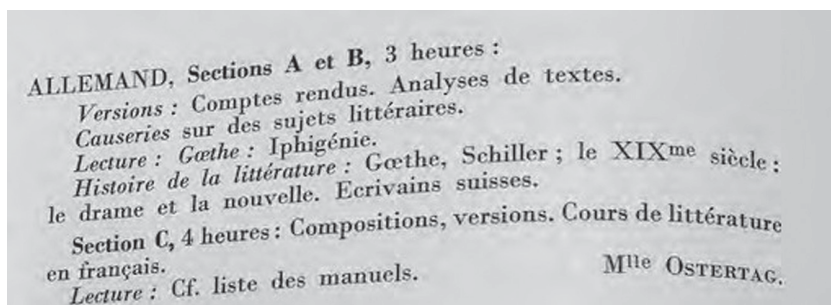 ALLEMAND, Sections A et B, 3 heures :
Versions : Comptes rendus. Analyses de textes.
Causeries sur des sujets littéraires.
Lecture : Gœthe : Iphigénie.
Histoire de la littérature : Gœthe, Schiller ; le XIXme siècle :
le drame et la nouvelle. Ecrivains suisses.
Section C, 4 heures : Compositions, versions. Cours de littérature
en français.
Lecture : Cf. liste des manuels. Mlle OSTERTAG.